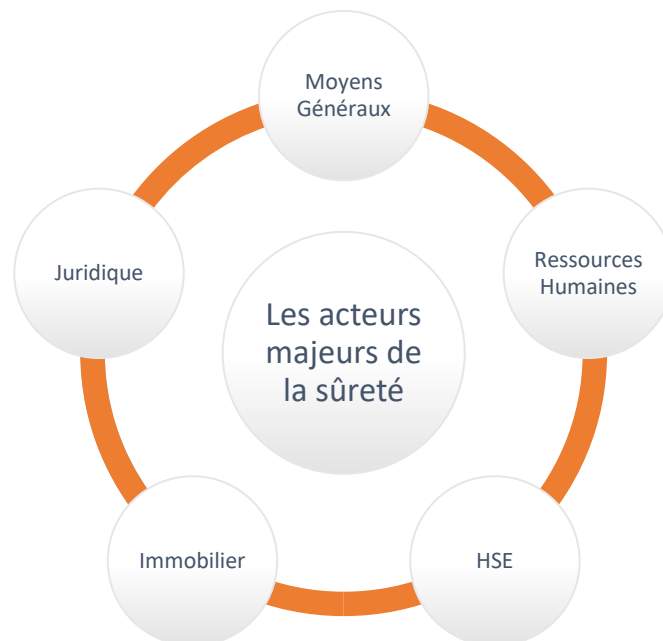 Moyens
Généraux
Ressources
Humaines
HSE
Immobilier
Juridique
Les acteurs
majeurs de
la sûreté